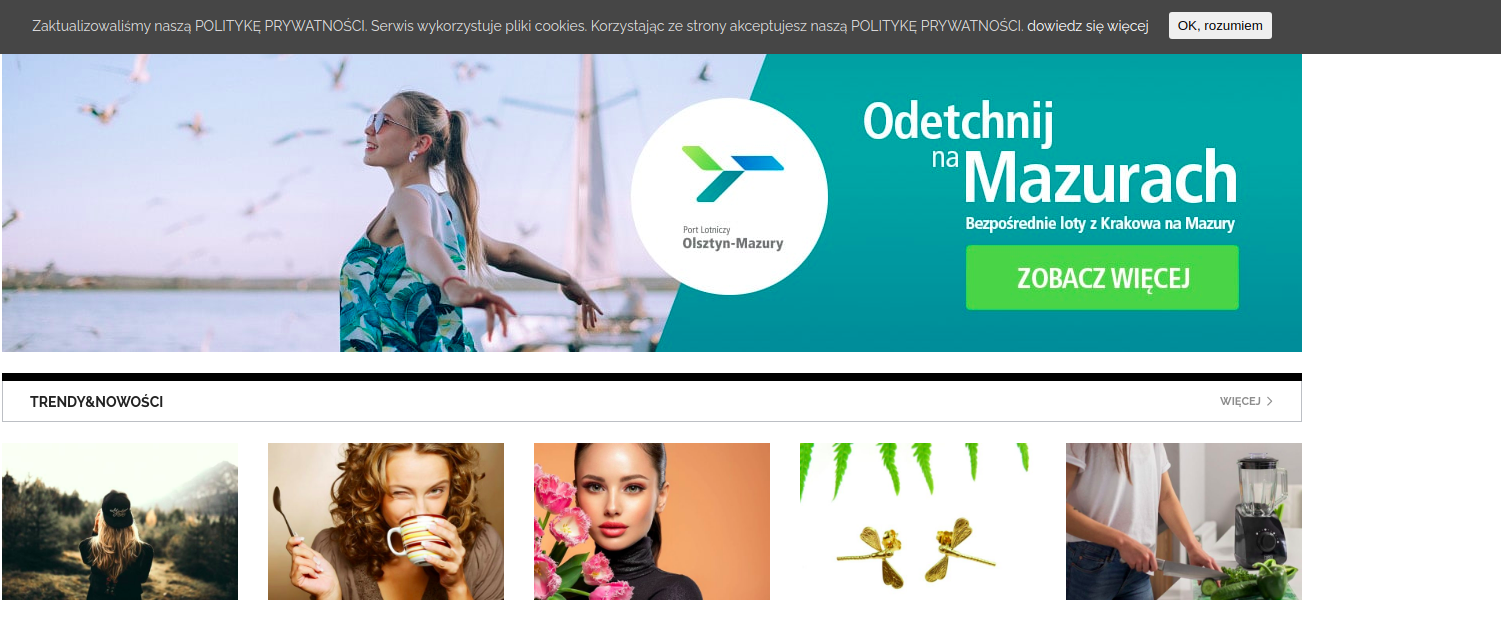 Zaktualizowaliśmy naszą POLITYKĘ PRYWATNOŚCI. Serwis wykorzystuje pliki cookies. Korzystając ze strony akceptujesz naszą POLITYKĘ PRYWATNOŚCI. dowiedz się więcej OK, rozumiem
Odetchnij
na Mazurach
Bezpośrednie loty z Krakowa na Mazury
ZOBACZ WIĘCEJ
Port Lotniczy
Olsztyn-Mazury
TRENDY&NOWOŚCI WIĘCEJ